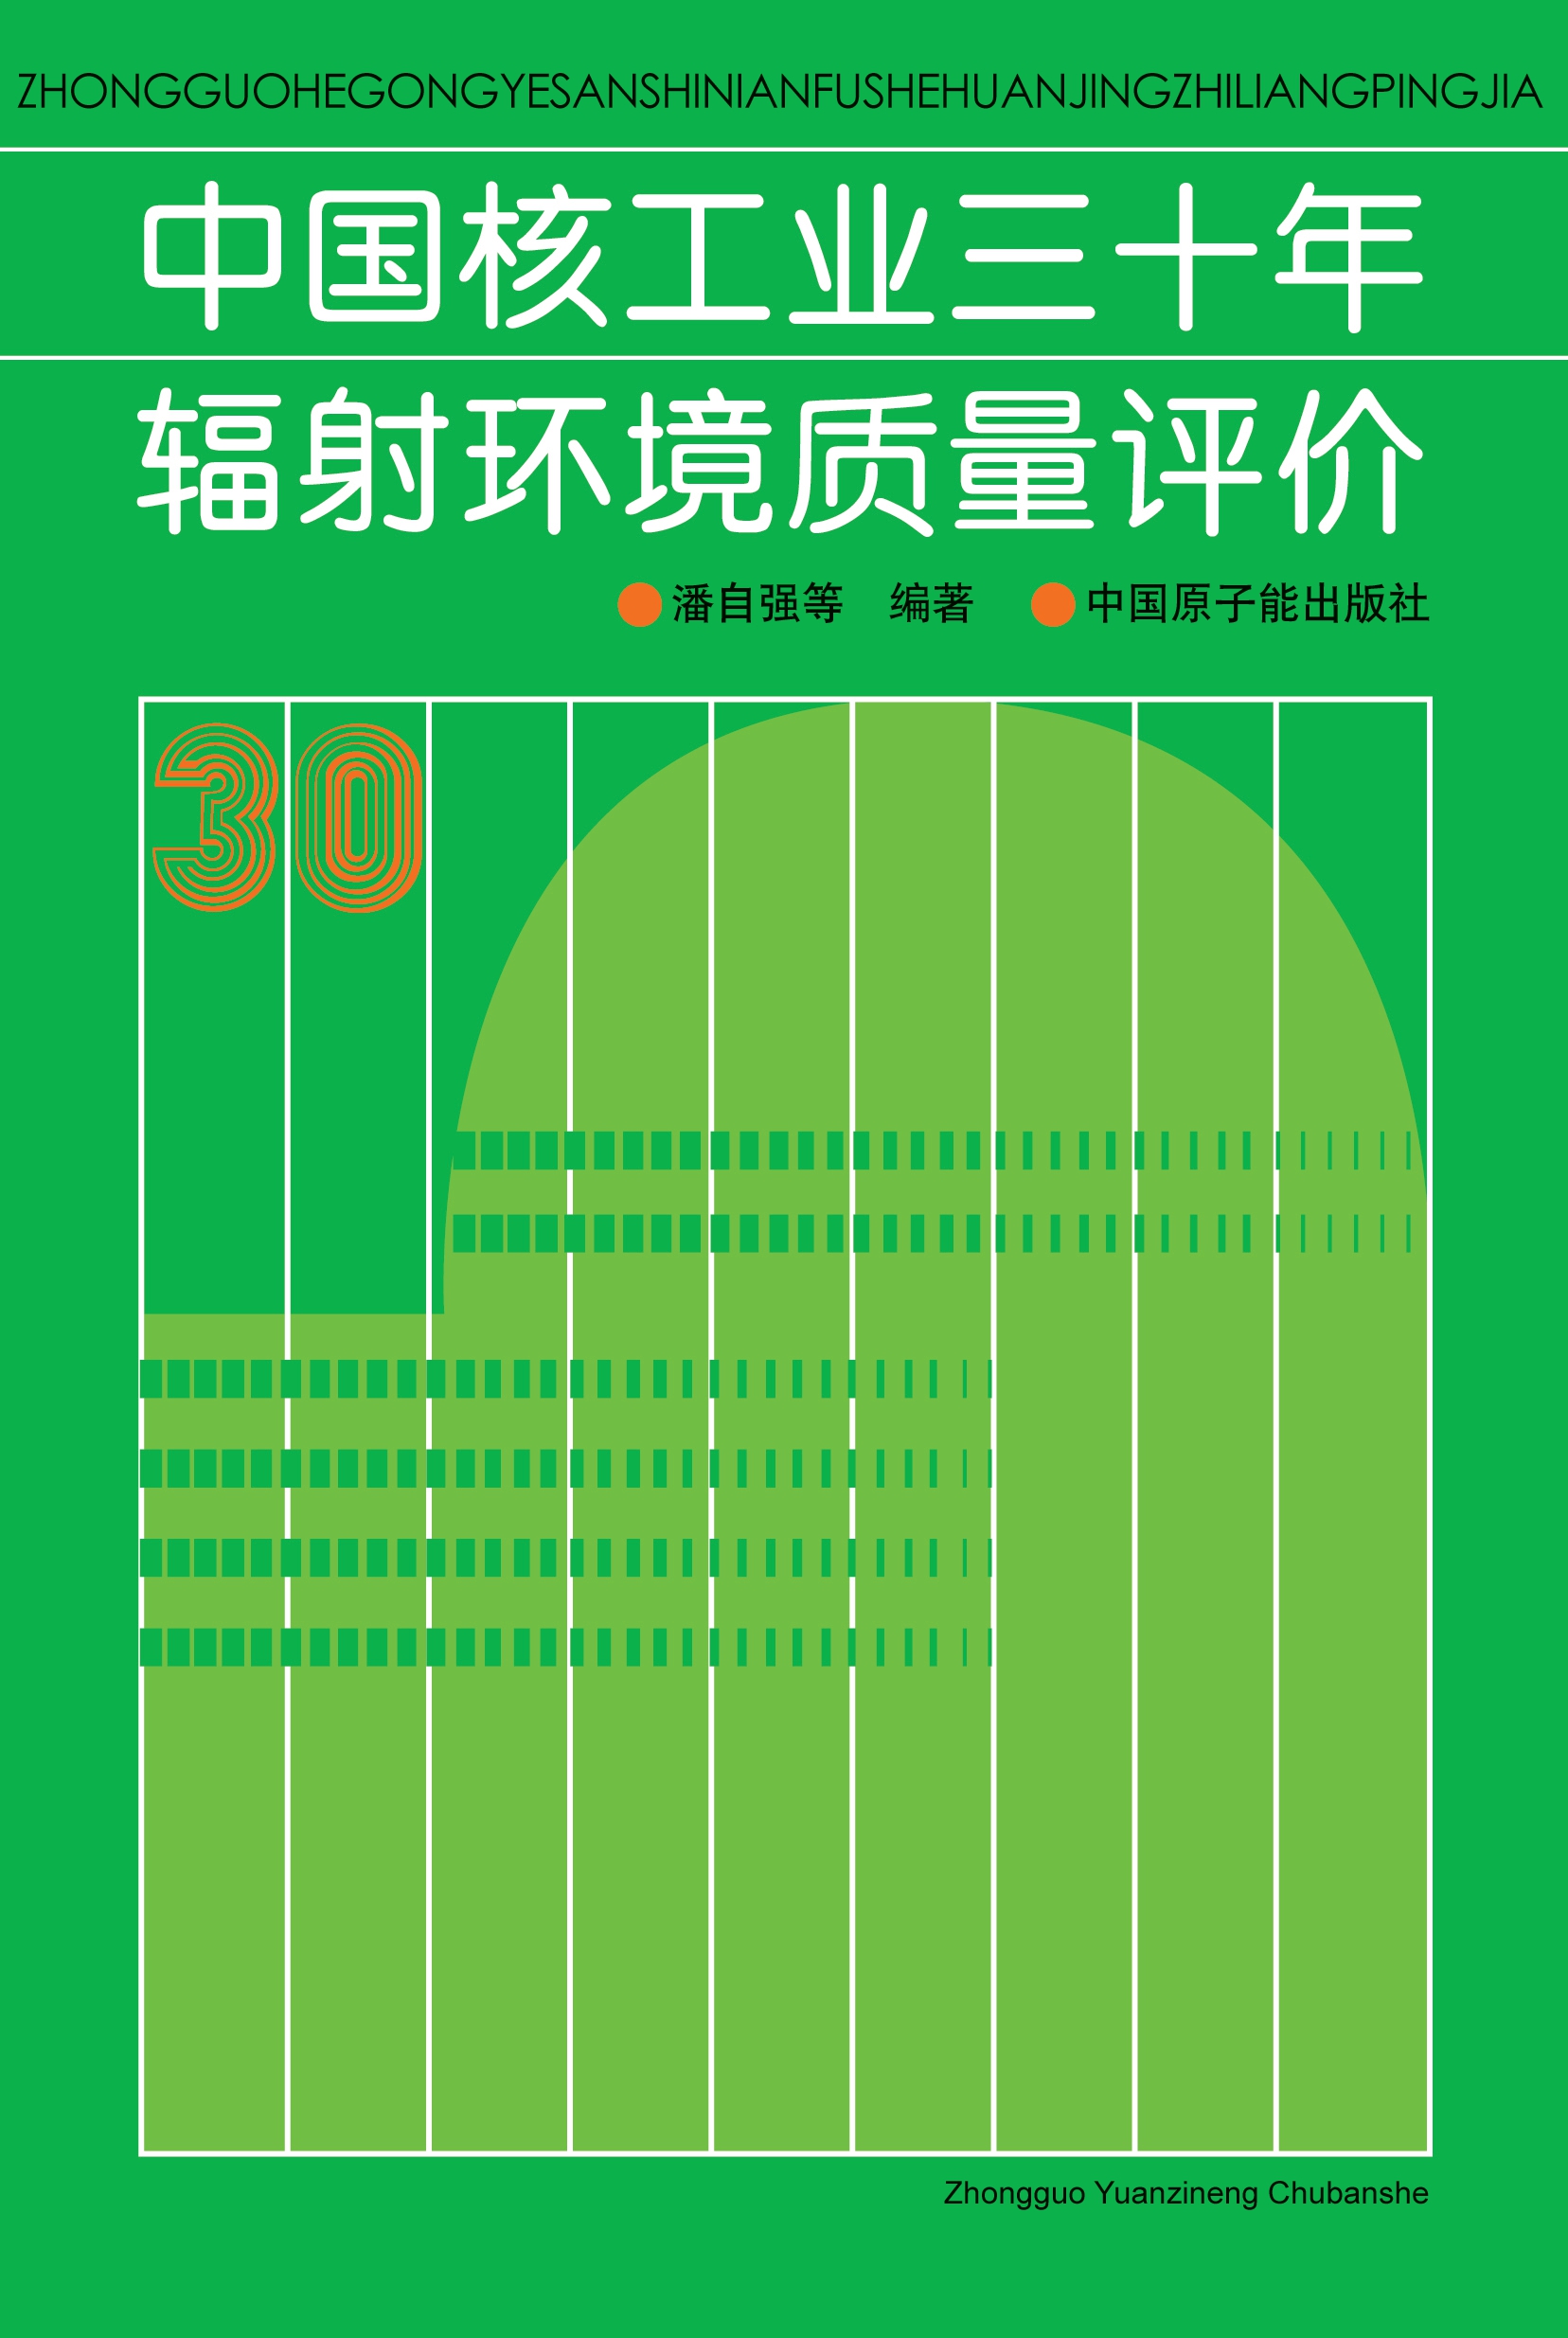 ZHONGGUOHEGONGYESANSHINIANFUSHEHUANJINGZHILIANGPINGJIA
中国核工业三十年
辐射环境质量评价
潘自强等 编著 中国原子能出版社
30
Zhongguo Yuanzineng Chubanshe